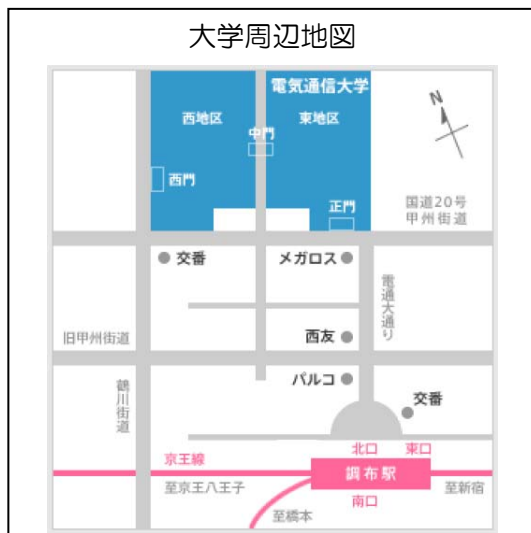 大学周辺地図
電気通信大学
西地区
東地区
中門
西門
正門
N
国道20号
甲州街道
交番
メガロス
電通大通り
旧甲州街道
西友
鶴川街道
パルコ
交番
北口
東口
京王線
調布駅
至京王八王子
至新宿
南口
至橋本